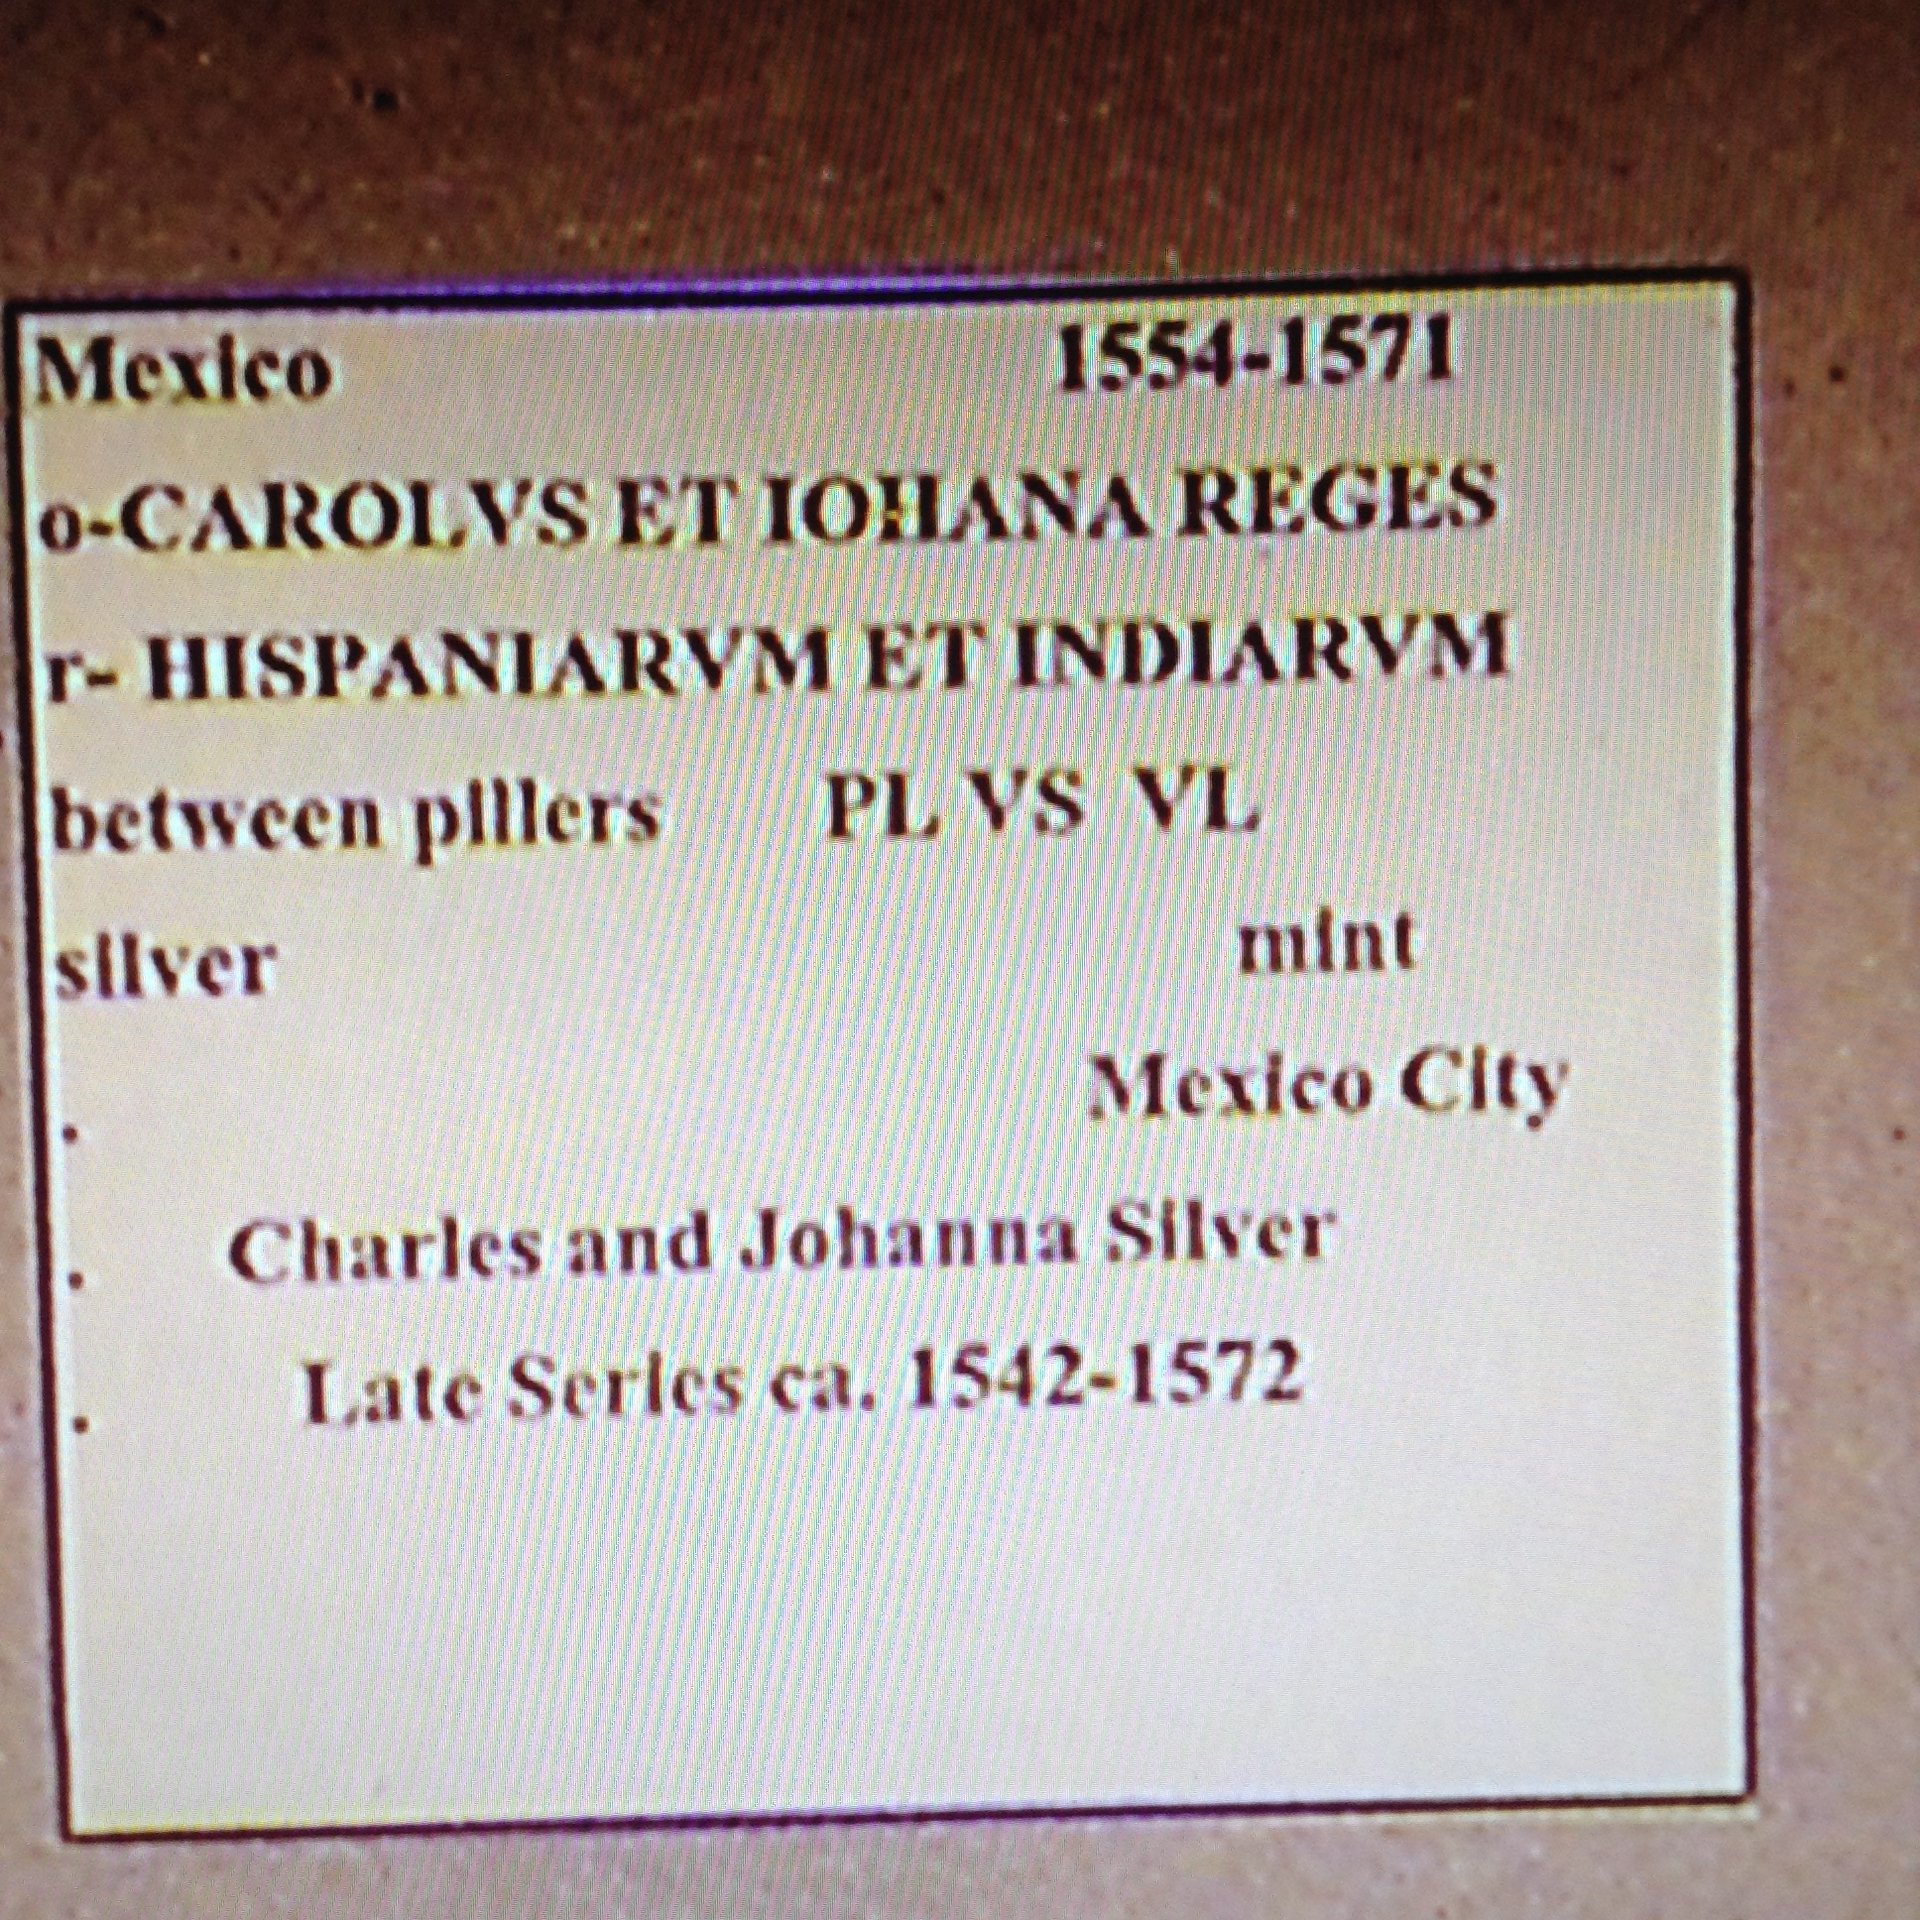 Mexico 1554-1571
o-CAROLVS ET IOHANA REGES
r- HISPANIARVM ET INDIARVM
between pillers PL VS VL
silver mint
. Mexico City
. Charles and Johanna Silver
. Late Series ca. 1542-1572